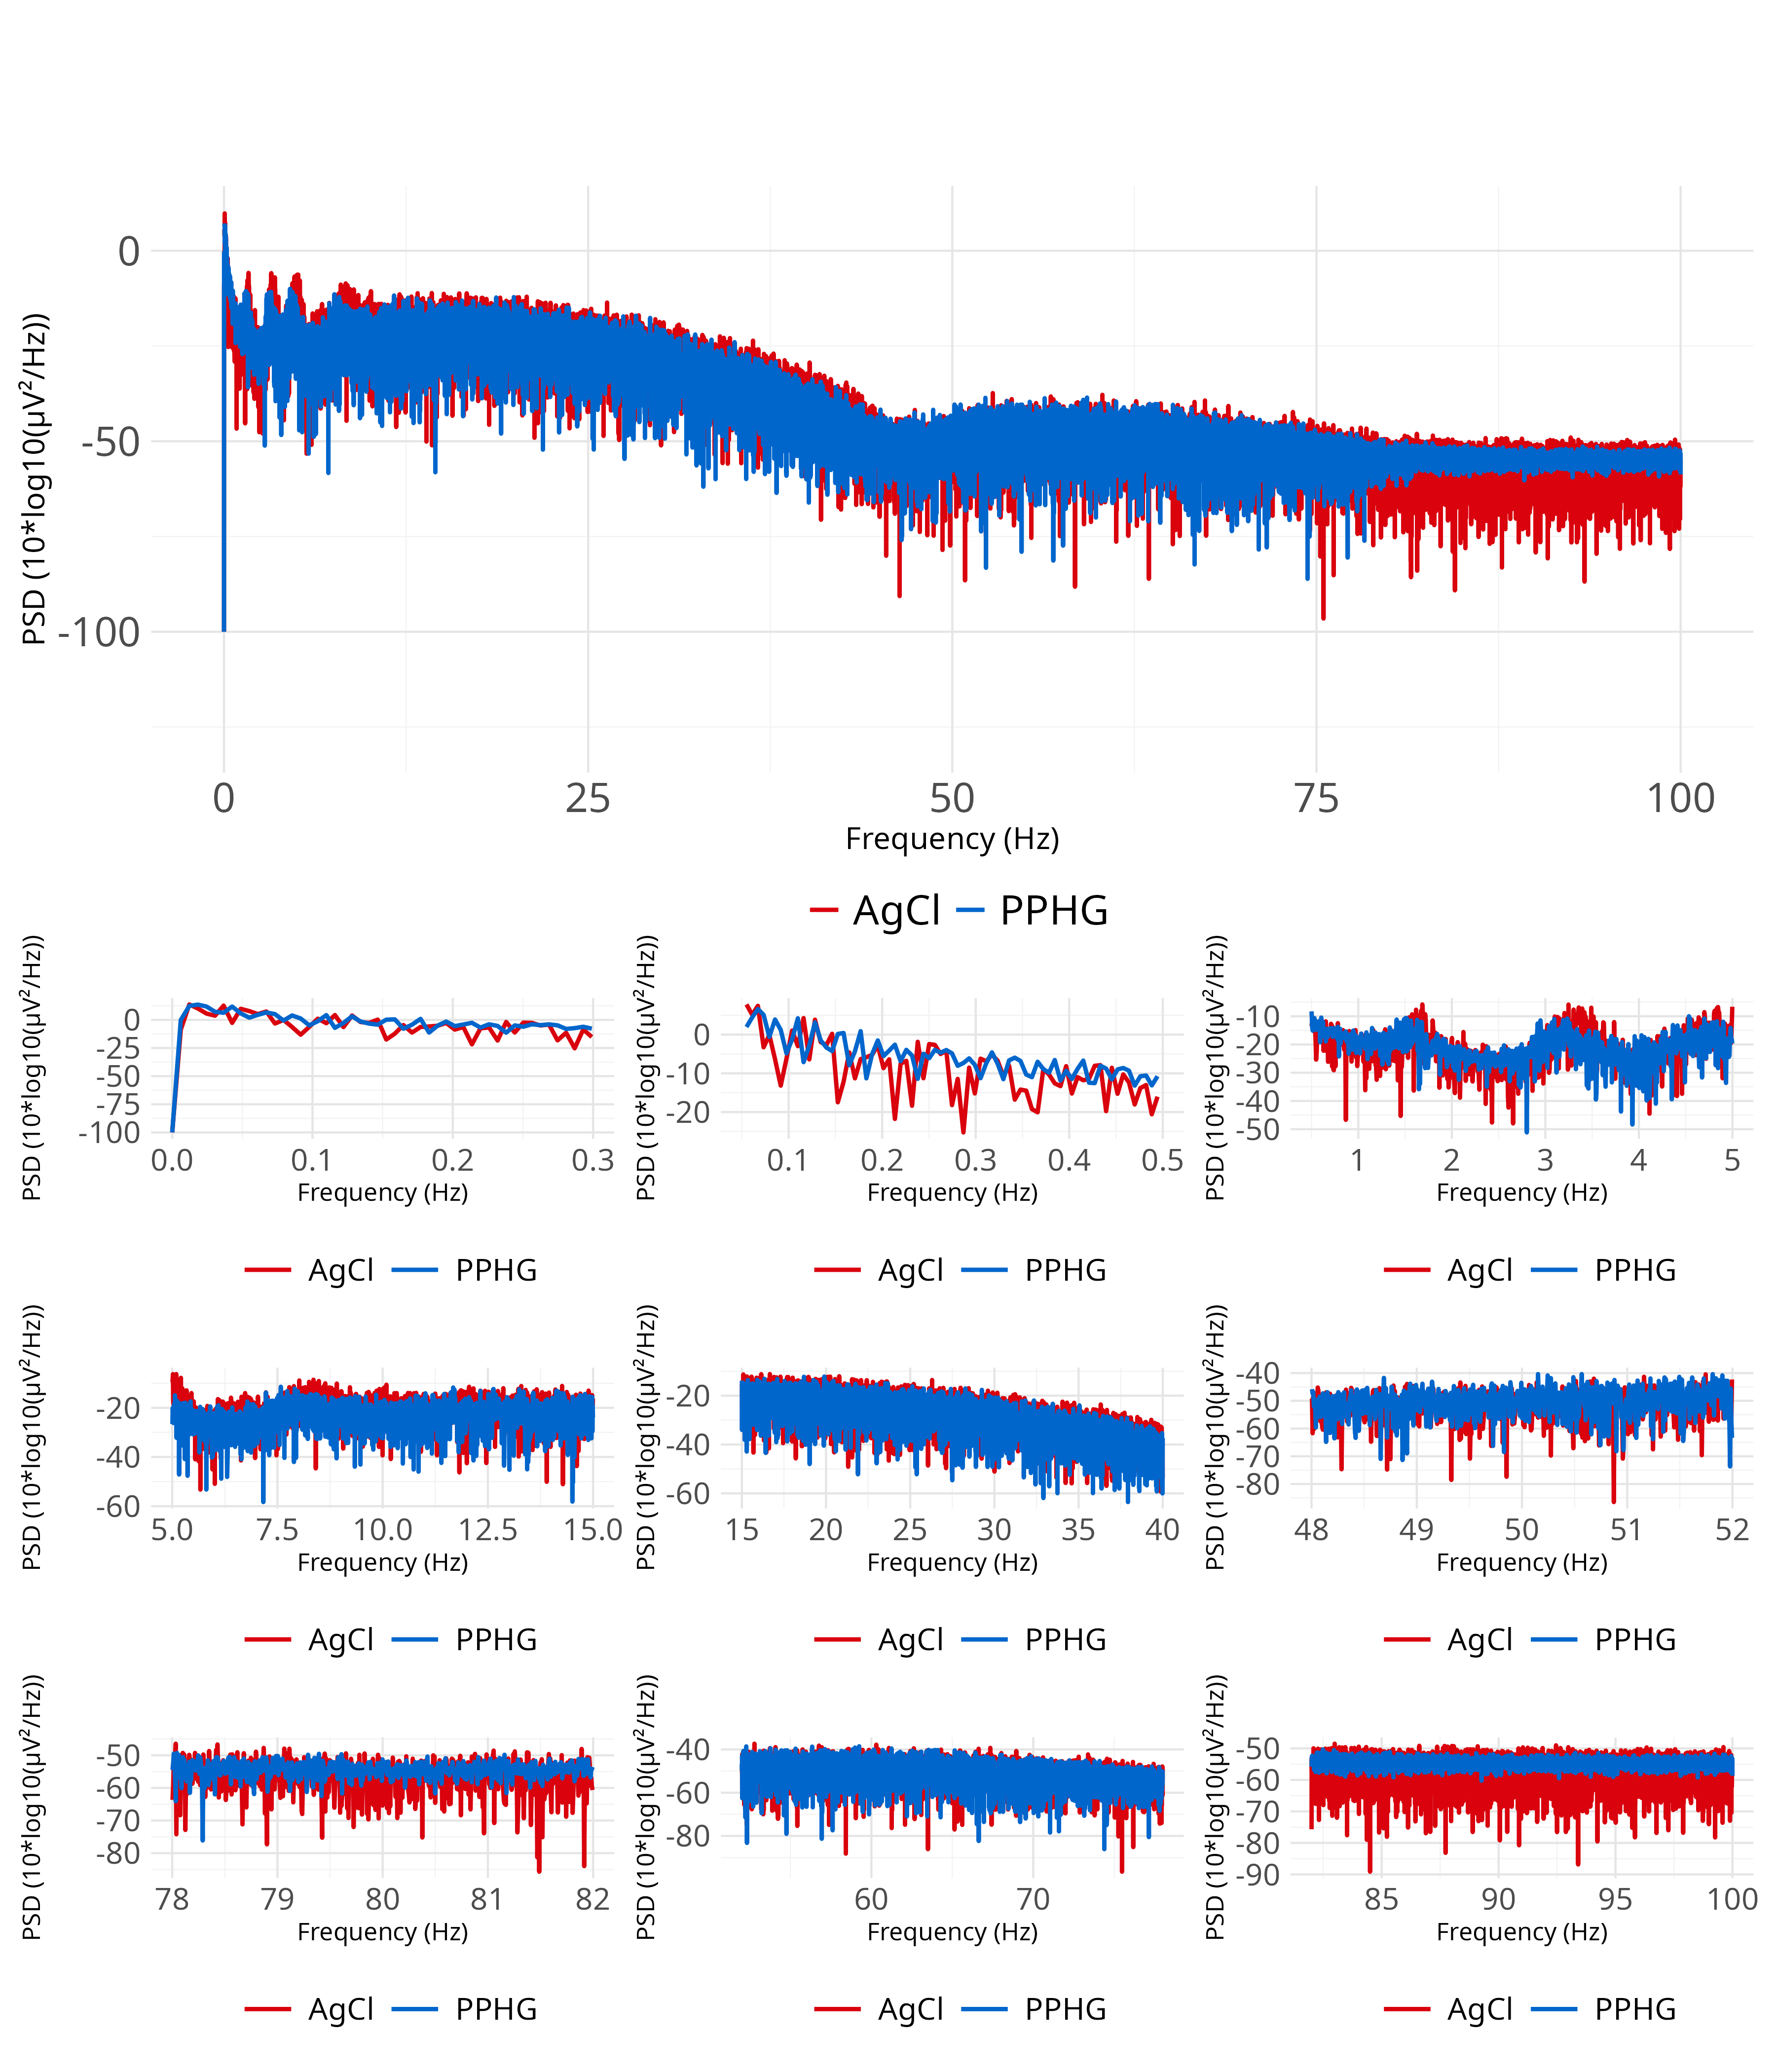 PSD (10*log10(µV²/Hz))
0
-50
-100
0 25 50 75 100
Frequency (Hz)
AgCl PPHG
PSD (10*log10(µV²/Hz))
0
-25
-50
-75
-100
0.0 0.1 0.2 0.3
Frequency (Hz)
AgCl PPHG
PSD (10*log10(µV²/Hz))
0
-10
-20
0.1 0.2 0.3 0.4 0.5
Frequency (Hz)
AgCl PPHG
PSD (10*log10(µV²/Hz))
-10
-20
-30
-40
-50
1 2 3 4 5
Frequency (Hz)
AgCl PPHG
PSD (10*log10(µV²/Hz))
-20
-40
-60
5.0 7.5 10.0 12.5 15.0
Frequency (Hz)
AgCl PPHG
PSD (10*log10(µV²/Hz))
-20
-40
-60
15 20 25 30 35 40
Frequency (Hz)
AgCl PPHG
PSD (10*log10(µV²/Hz))
-40
-50
-60
-70
-80
48 49 50 51 52
Frequency (Hz)
AgCl PPHG
PSD (10*log10(µV²/Hz))
-50
-60
-70
-80
78 79 80 81 82
Frequency (Hz)
AgCl PPHG
PSD (10*log10(µV²/Hz))
-40
-60
-80
60 70
Frequency (Hz)
AgCl PPHG
PSD (10*log10(µV²/Hz))
-50
-60
-70
-80
-90
85 90 95 100
Frequency (Hz)
AgCl PPHG